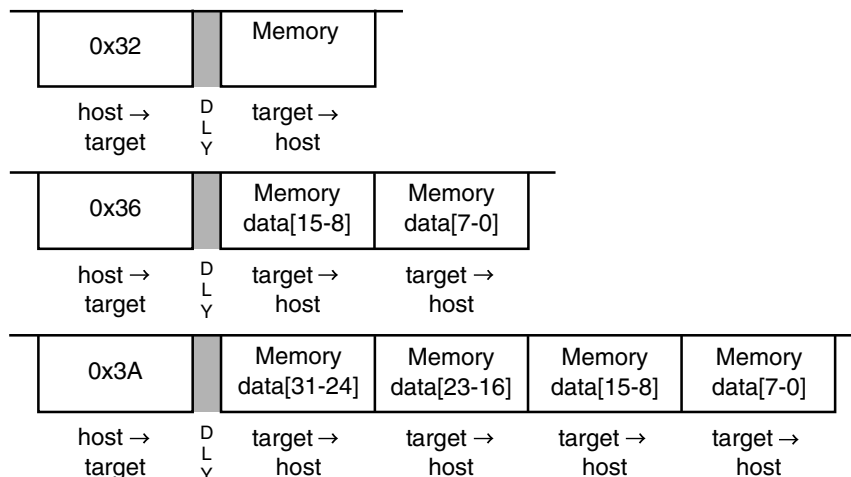 0x32 Memory
host → D target →
target L host
Y
0x36 Memory Memory
data[15-8] data[7-0]
host → D target → target →
target L host host
Y
0x3A Memory Memory Memory Memory
data[31-24] data[23-16] data[15-8] data[7-0]
host → D target → target → target → target →
target L host host host host
Y